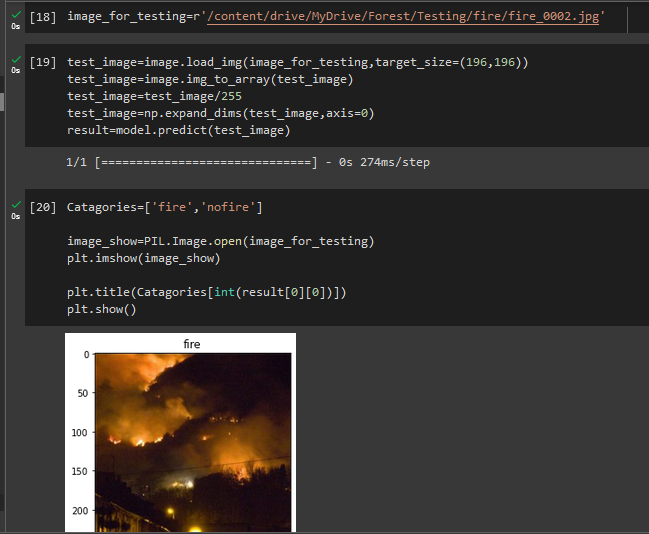 [18] image_for_testing=r'/content/drive/MyDrive/Forest/Testing/fire/fire_0002.jpg'
0s
[19] test_image=image.load_img(image_for_testing,target_size=(196,196))
0s
test_image=image.img_to_array(test_image)
test_image=test_image/255
test_image=np.expand_dims(test_image,axis=0)
result=model.predict(test_image)
1/1 [==============================] - 0s 274ms/step
[20] Catagories=['fire','nofire']
0s
image_show=PIL.Image.open(image_for_testing)
plt.imshow(image_show)
plt.title(Catagories[int(result[0][0])])
plt.show()
fire
0
50
100
150
200